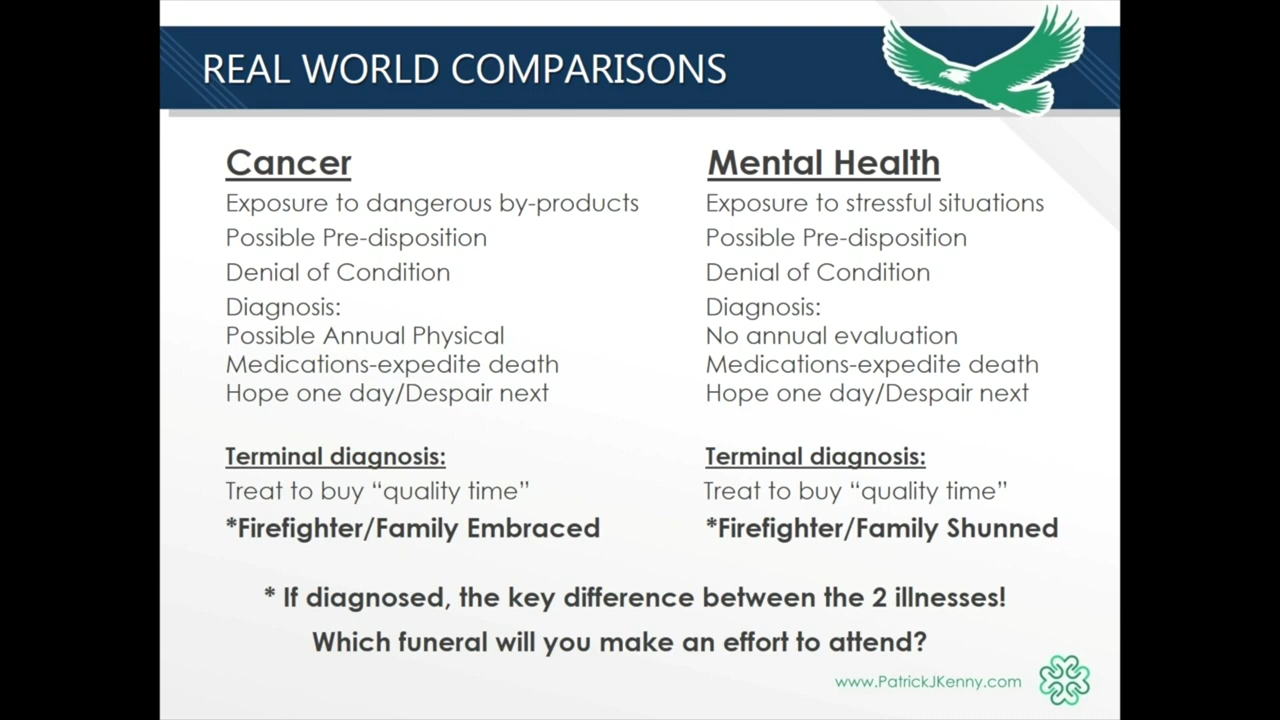 REAL WORLD COMPARISONS
Cancer
Exposure to dangerous by-products
Possible Pre-disposition
Denial of Condition
Diagnosis:
Possible Annual Physical
Medications-expedite death
Hope one day/Despair next
Terminal diagnosis:
Treat to buy “quality time”
*Firefighter/Family Embraced
Mental Health
Exposure to stressful situations
Possible Pre-disposition
Denial of Condition
Diagnosis:
No annual evaluation
Medications-expedite death
Hope one day/Despair next
Terminal diagnosis:
Treat to buy “quality time”
*Firefighter/Family Shunned
* If diagnosed, the key difference between the 2 illnesses!
Which funeral will you make an effort to attend?
www.PatrickJKenny.com